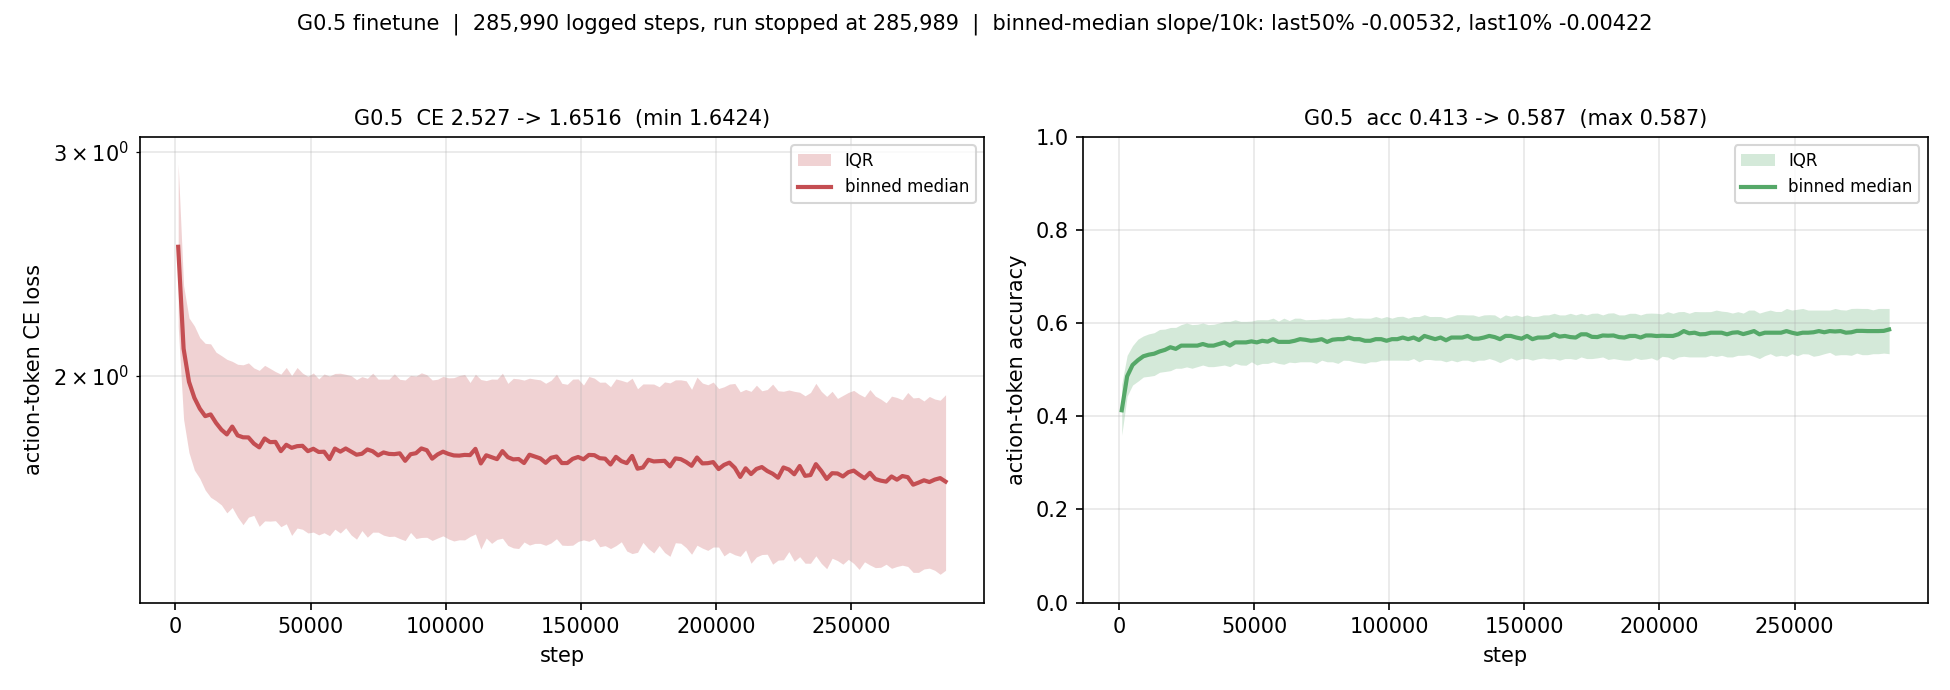 G0.5 finetune | 285,990 logged steps, run stopped at 285,989 | binned-median slope/10k: last50% -0.00532, last10% -0.00422
G0.5 CE 2.527 -> 1.6516 (min 1.6424)
3 × 10⁰
2 × 10⁰
action-token CE loss
IQR
binned median
0 50000 100000 150000 200000 250000
step
G0.5 acc 0.413 -> 0.587 (max 0.587)
1.0
0.8
0.6
0.4
0.2
0.0
action-token accuracy
IQR
binned median
0 50000 100000 150000 200000 250000
step